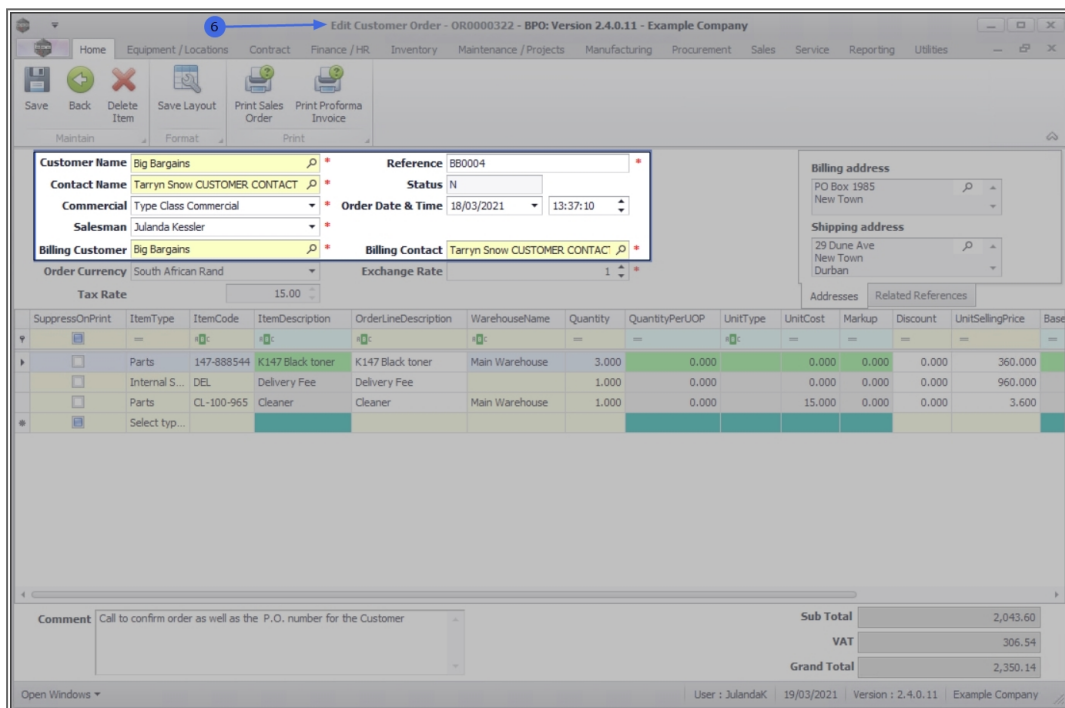 6
Edit Customer Order - OR0000322 - BPO: Version 2.4.0.11 - Example Company
Home Equipment / Locations Contract Finance / HR Inventory Maintenance / Projects Manufacturing Procurement Sales Service Reporting Utilities
Save Back Delete Item Save Layout Print Sales Order Print Proforma Invoice
Maintain Format Print
Customer Name Big Bargains * Reference BB0004 *
Contact Name Tarryn Snow CUSTOMER CONTACT * Status N
Commercial Type Class Commercial * Order Date & Time 18/03/2021 13:37:10
Salesman Julanda Kessler *
Billing Customer Big Bargains * Billing Contact Tarryn Snow CUSTOMER CONTACT *
Order Currency South African Rand Exchange Rate 1 *
Tax Rate 15.00
Billing address
PO Box 1985
New Town
Shipping address
29 Dune Ave
New Town
Durban
Addresses Related References
SuppressOnPrint ItemType ItemCode ItemDescription OrderLineDescription WarehouseName Quantity QuantityPerUOP UnitType UnitCost Markup Discount UnitSellingPrice Base
Parts 147-888544 K147 Black toner K147 Black toner Main Warehouse 3.000 0.000 0.000 0.000 0.000 360.000
Internal S... DEL Delivery Fee Delivery Fee 1.000 0.000 0.000 0.000 0.000 960.000
Parts CL-100-965 Cleaner Cleaner Main Warehouse 1.000 0.000 15.000 0.000 0.000 3.600
Select typ...
Comment Call to confirm order as well as the P.O. number for the Customer
Sub Total 2,043.60
VAT 306.54
Grand Total 2,350.14
Open Windows User : JulandaK 19/03/2021 Version : 2.4.0.11 Example Company